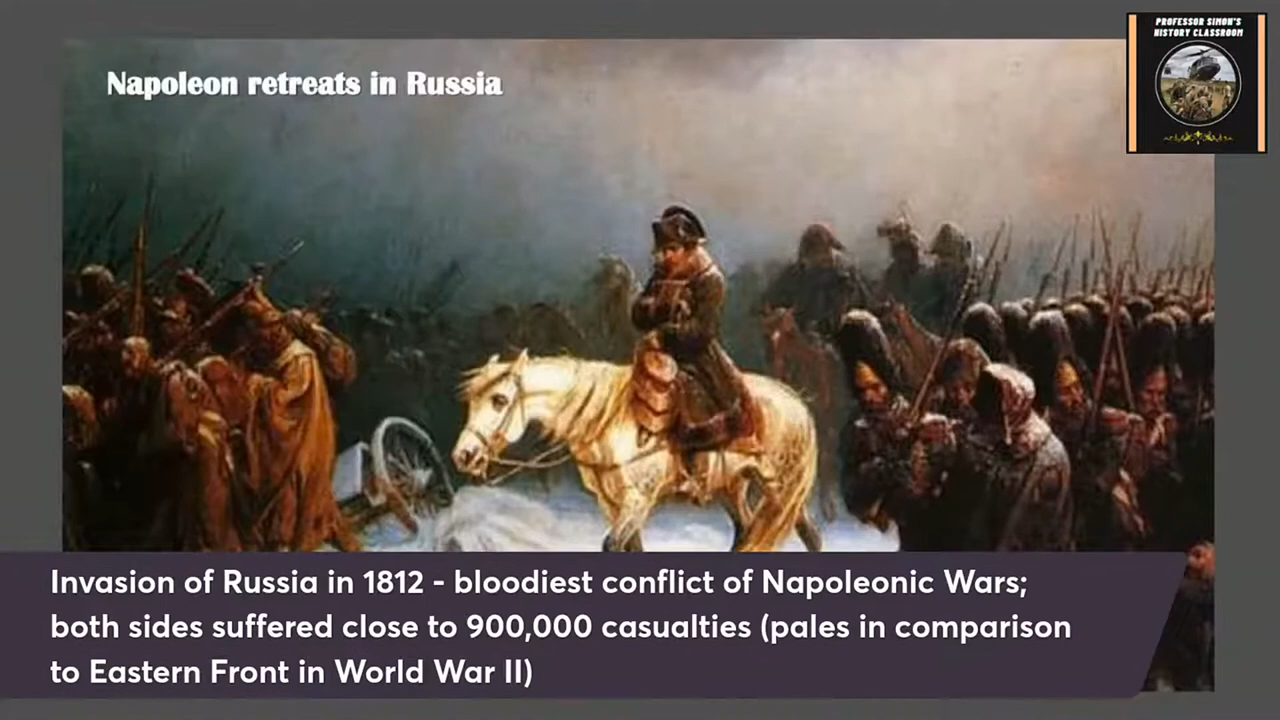 PROFESSOR SIMON'S
HISTORY CLASSROOM
Napoleon retreats in Russia
Invasion of Russia in 1812 - bloodiest conflict of Napoleonic Wars;
both sides suffered close to 900,000 casualties (pales in comparison
to Eastern Front in World War II)